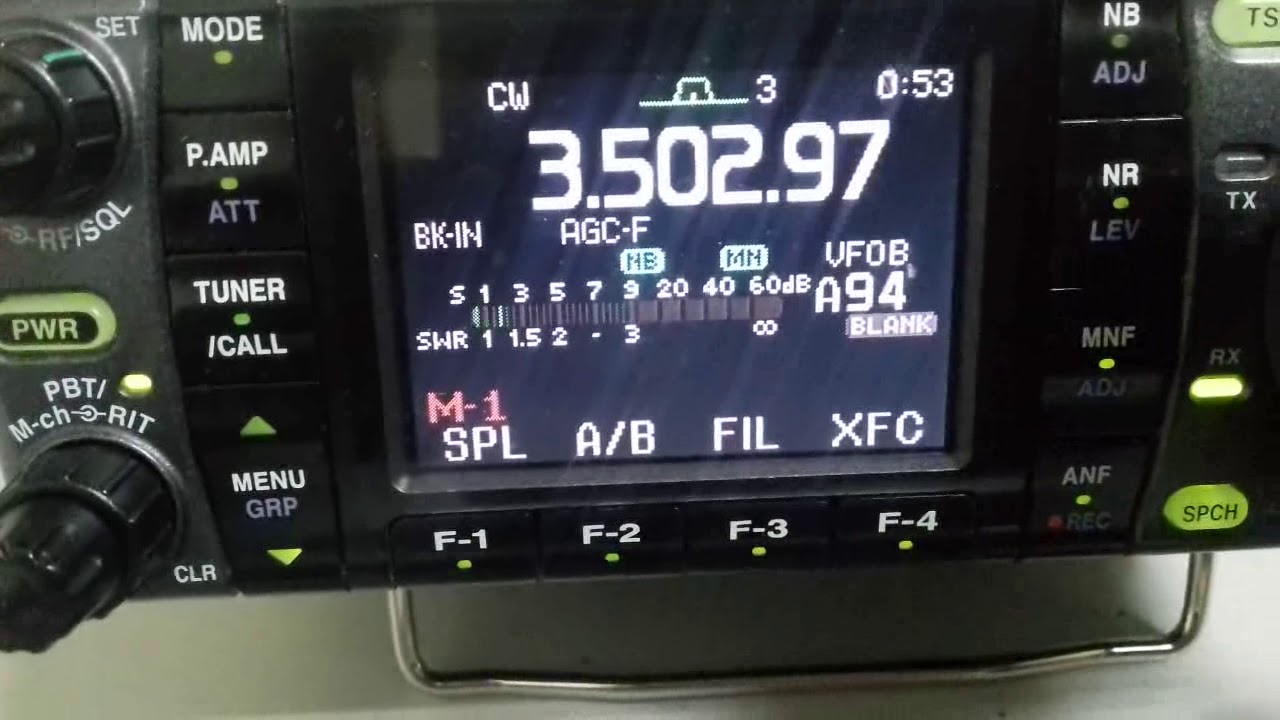 SET
MODE
P.AMP
ATT
RF/SQL
TUNER
/CALL
PWR
PBT/
M-ch RIT
MENU
GRP
CLR
CW 3 0:53
3.502.97
BK-IN AGC-F
NB MN VFOB
S 1 3 5 7 9 20 40 60dB A94
SWR 1 1.5 2 - 3 ∞ BLANK
M-1
SPL A/B FIL XFC
F-1 F-2 F-3 F-4
NB
ADJ
NR
LEV
MNF
ADJ
ANF
REC
TS
TX
RX
SPCH